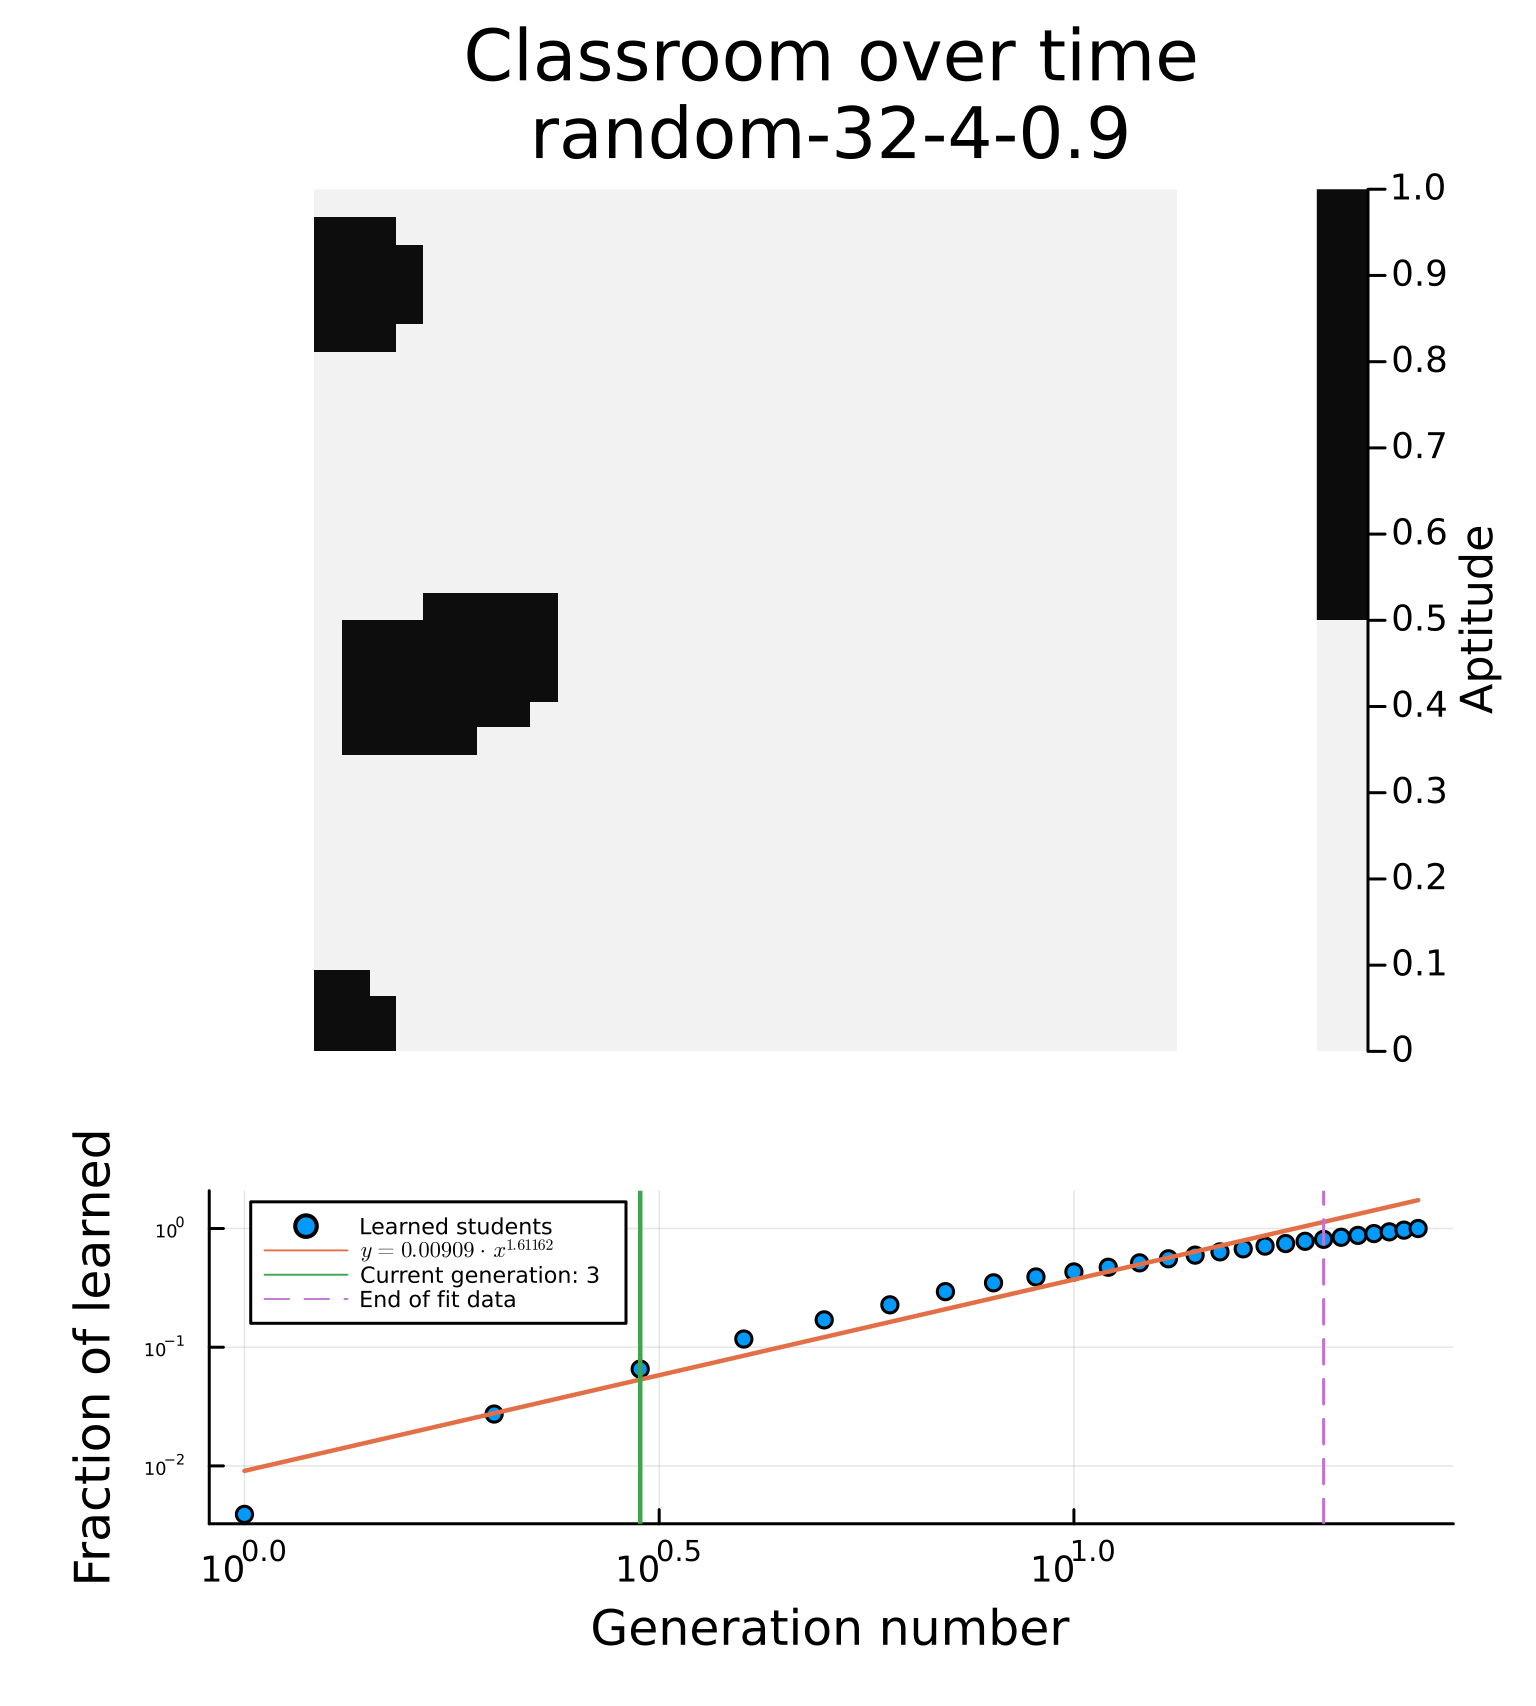 Classroom over time
random-32-4-0.9
1.0
0.9
0.8
0.7
0.6
0.5
0.4
0.3
0.2
0.1
0
Aptitude
Fraction of learned
10^0
10^-1
10^-2
Learned students
y = 0.00909 · x^1.61162
Current generation: 3
End of fit data
10^0.0
10^0.5
10^1.0
Generation number